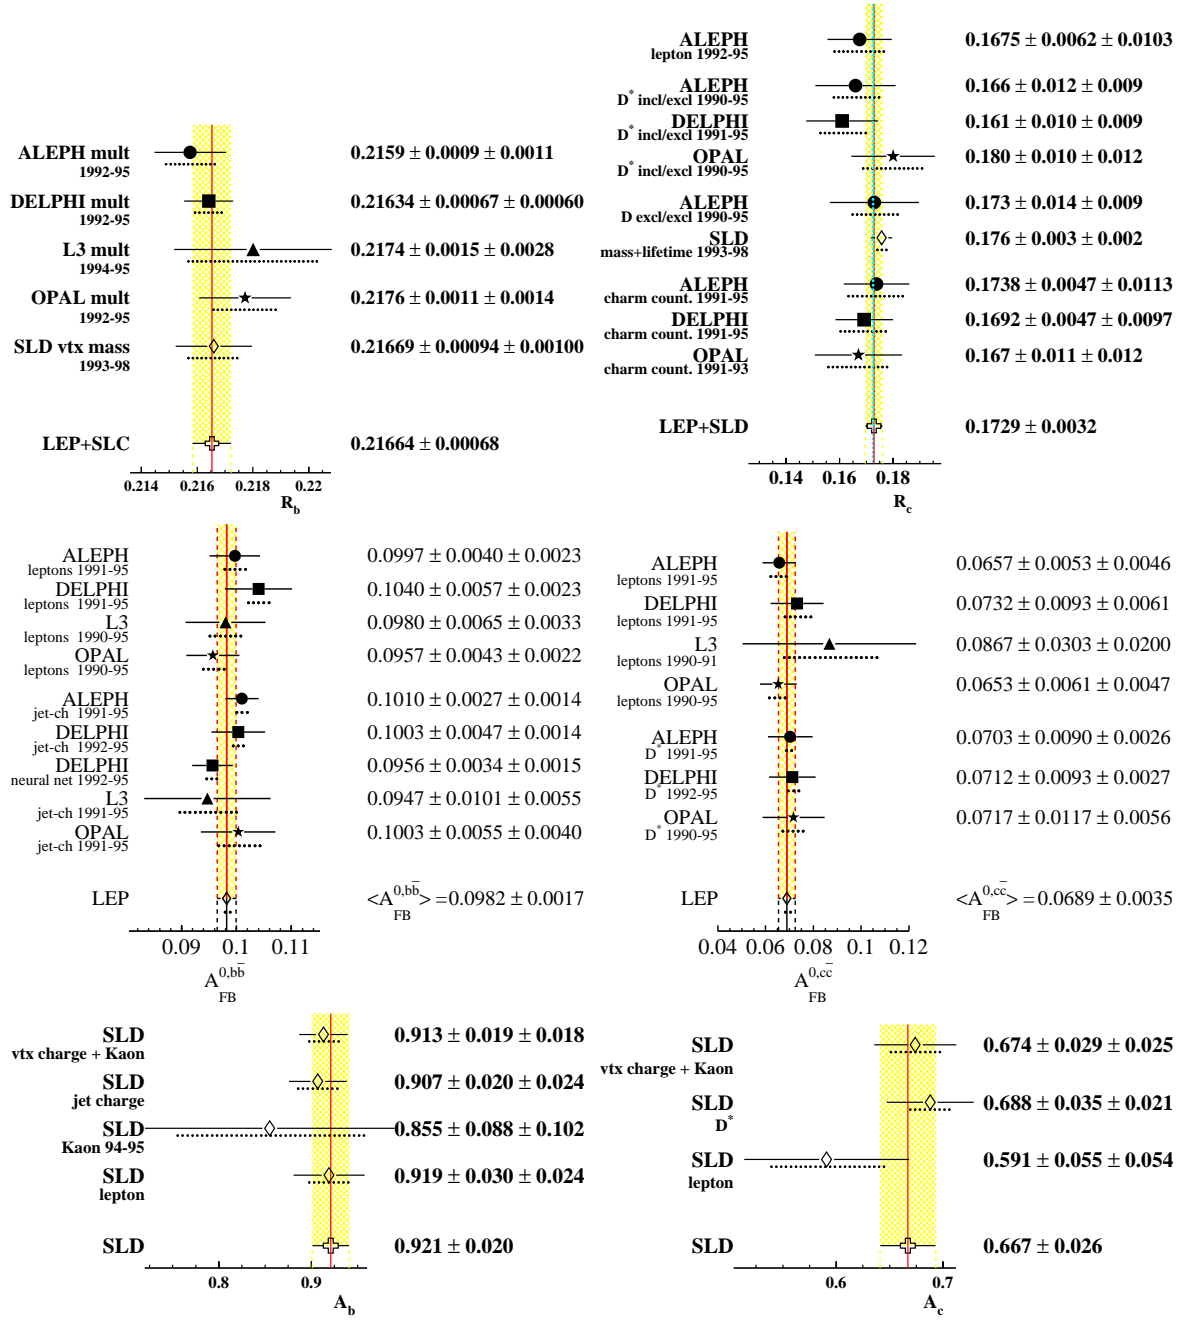 ALEPH mult 0.2159 ± 0.0009 ± 0.0011
1992-95
DELPHI mult 0.21634 ± 0.00067 ± 0.00060
1992-95
L3 mult 0.2174 ± 0.0015 ± 0.0028
1994-95
OPAL mult 0.2176 ± 0.0011 ± 0.0014
1992-95
SLD vtx mass 0.21669 ± 0.00094 ± 0.00100
1993-98
LEP+SLC 0.21664 ± 0.00068
0.214 0.216 0.218 0.22
R_b
ALEPH 0.1675 ± 0.0062 ± 0.0103
lepton 1992-95
ALEPH 0.166 ± 0.012 ± 0.009
D* incl/excl 1990-95
DELPHI 0.161 ± 0.010 ± 0.009
D* incl/excl 1991-95
OPAL 0.180 ± 0.010 ± 0.012
D* incl/excl 1990-95
ALEPH 0.173 ± 0.014 ± 0.009
D excl/excl 1990-95
SLD 0.176 ± 0.003 ± 0.002
mass+lifetime 1993-98
ALEPH 0.1738 ± 0.0047 ± 0.0113
charm count. 1991-95
DELPHI 0.1692 ± 0.0047 ± 0.0097
charm count. 1991-95
OPAL 0.167 ± 0.011 ± 0.012
charm count. 1991-93
LEP+SLD 0.1729 ± 0.0032
0.14 0.16 0.18
R_c
ALEPH 0.0997 ± 0.0040 ± 0.0023
leptons 1991-95
DELPHI 0.1040 ± 0.0057 ± 0.0023
leptons 1991-95
L3 0.0980 ± 0.0065 ± 0.0033
leptons 1990-95
OPAL 0.0957 ± 0.0043 ± 0.0022
leptons 1990-95
ALEPH 0.1010 ± 0.0027 ± 0.0014
jet-ch 1991-95
DELPHI 0.1003 ± 0.0047 ± 0.0014
jet-ch 1992-95
DELPHI 0.0956 ± 0.0034 ± 0.0015
neural net 1992-95
L3 0.0947 ± 0.0101 ± 0.0055
jet-ch 1991-95
OPAL 0.1003 ± 0.0055 ± 0.0040
jet-ch 1991-95
LEP <A_FB^0,bb̅> =0.0982 ± 0.0017
0.09 0.1 0.11
A_FB^0,bb̅
ALEPH 0.0657 ± 0.0053 ± 0.0046
leptons 1991-95
DELPHI 0.0732 ± 0.0093 ± 0.0061
leptons 1991-95
L3 0.0867 ± 0.0303 ± 0.0200
leptons 1990-91
OPAL 0.0653 ± 0.0061 ± 0.0047
leptons 1990-95
ALEPH 0.0703 ± 0.0090 ± 0.0026
D* 1991-95
DELPHI 0.0712 ± 0.0093 ± 0.0027
D* 1992-95
OPAL 0.0717 ± 0.0117 ± 0.0056
D* 1990-95
LEP <A_FB^0,cc̅> =0.0689 ± 0.0035
0.04 0.06 0.08 0.1 0.12
A_FB^0,cc̅
SLD 0.913 ± 0.019 ± 0.018
vtx charge + Kaon
SLD 0.907 ± 0.020 ± 0.024
jet charge
SLD 0.855 ± 0.088 ± 0.102
Kaon 94-95
SLD 0.919 ± 0.030 ± 0.024
lepton
SLD 0.921 ± 0.020
0.8 0.9
A_b
SLD 0.674 ± 0.029 ± 0.025
vtx charge + Kaon
SLD 0.688 ± 0.035 ± 0.021
D*
SLD 0.591 ± 0.055 ± 0.054
lepton
SLD 0.667 ± 0.026
0.6 0.7
A_c